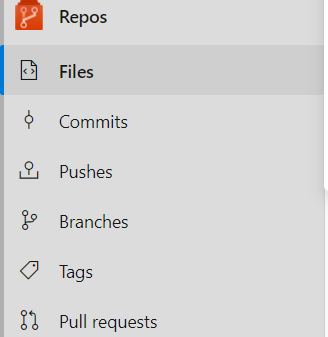 Repos
Files
Commits
Pushes
Branches
Tags
Pull requests